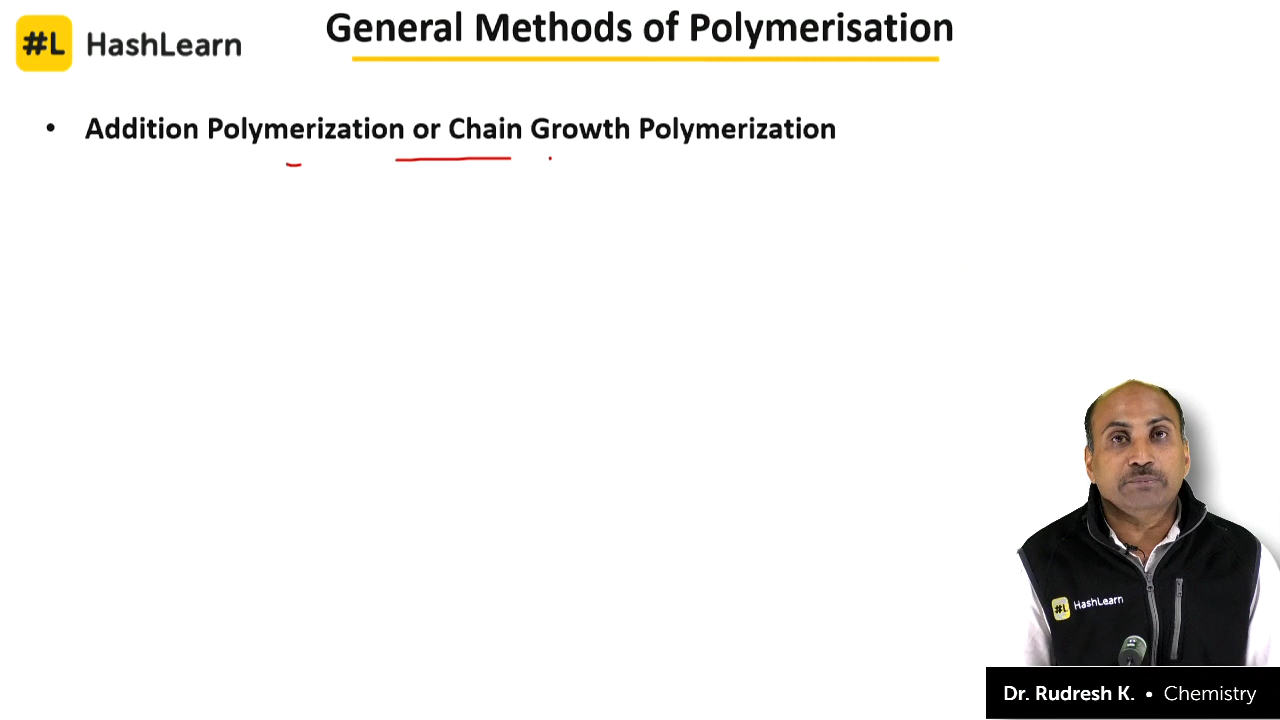 General Methods of Polymerisation
#L HashLearn
• Addition Polymerization or Chain Growth Polymerization
#L HashLearn
Dr. Rudresh K. • Chemistry